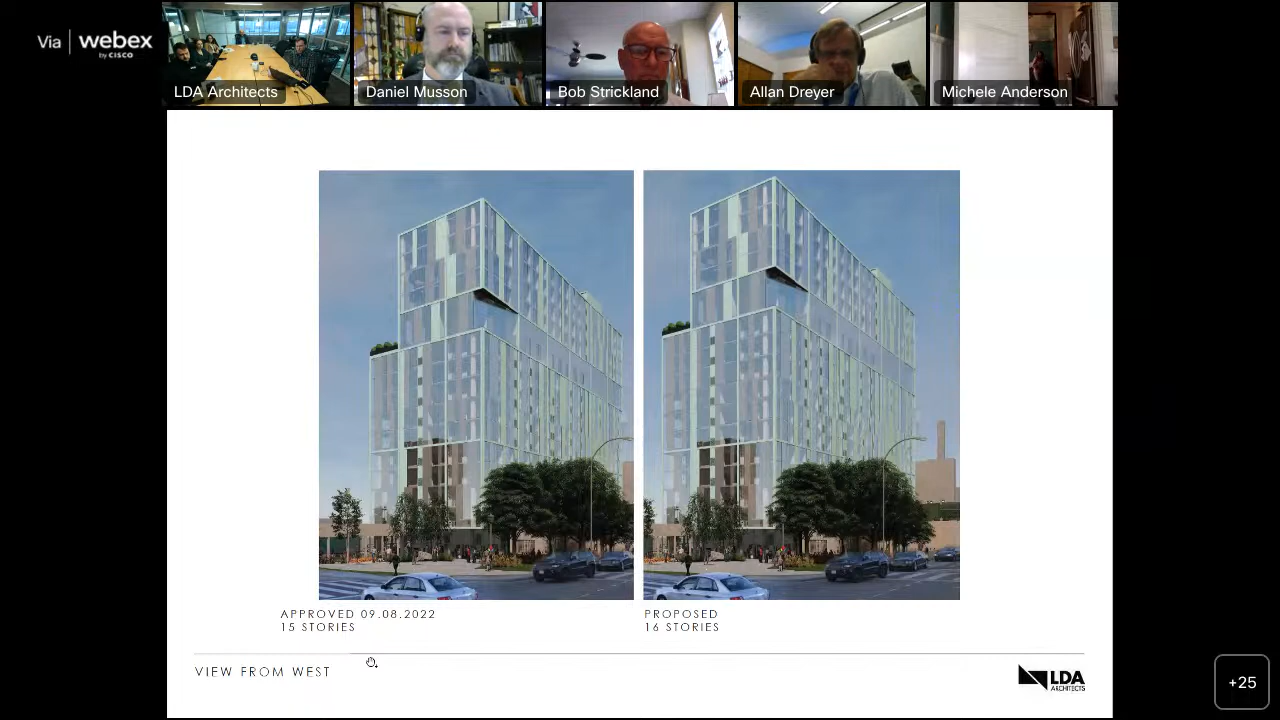 Via | webex
by CISCO
LDA Architects
Daniel Musson
Bob Strickland
Allan Dreyer
Michele Anderson
APPROVED 09.08.2022
15 STORIES
PROPOSED
16 STORIES
VIEW FROM WEST
LDA
ARCHITECTS
+25